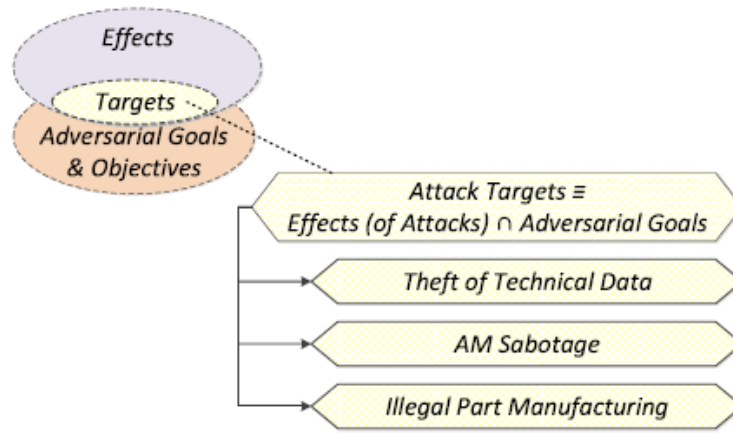 Effects
Targets
Adversarial Goals
& Objectives
Attack Targets ≡
Effects (of Attacks) ∩ Adversarial Goals
Theft of Technical Data
AM Sabotage
Illegal Part Manufacturing